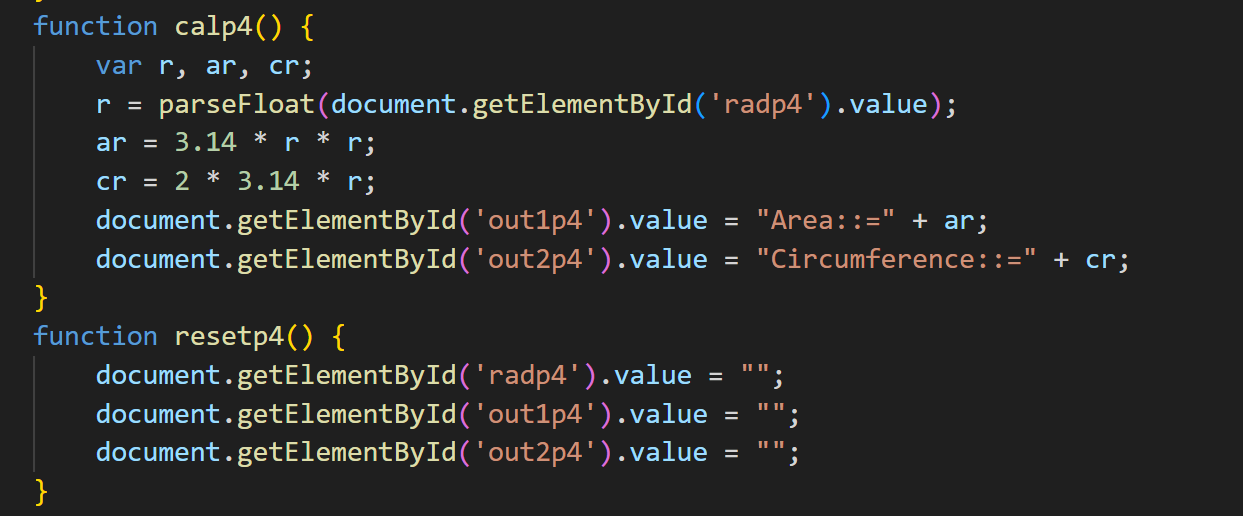 function calp4() {
    var r, ar, cr;
    r = parseFloat(document.getElementById('radp4').value);
    ar = 3.14 * r * r;
    cr = 2 * 3.14 * r;
    document.getElementById('out1p4').value = "Area::=" + ar;
    document.getElementById('out2p4').value = "Circumference::=" + cr;
}
function resetp4() {
    document.getElementById('radp4').value = "";
    document.getElementById('out1p4').value = "";
    document.getElementById('out2p4').value = "";
}